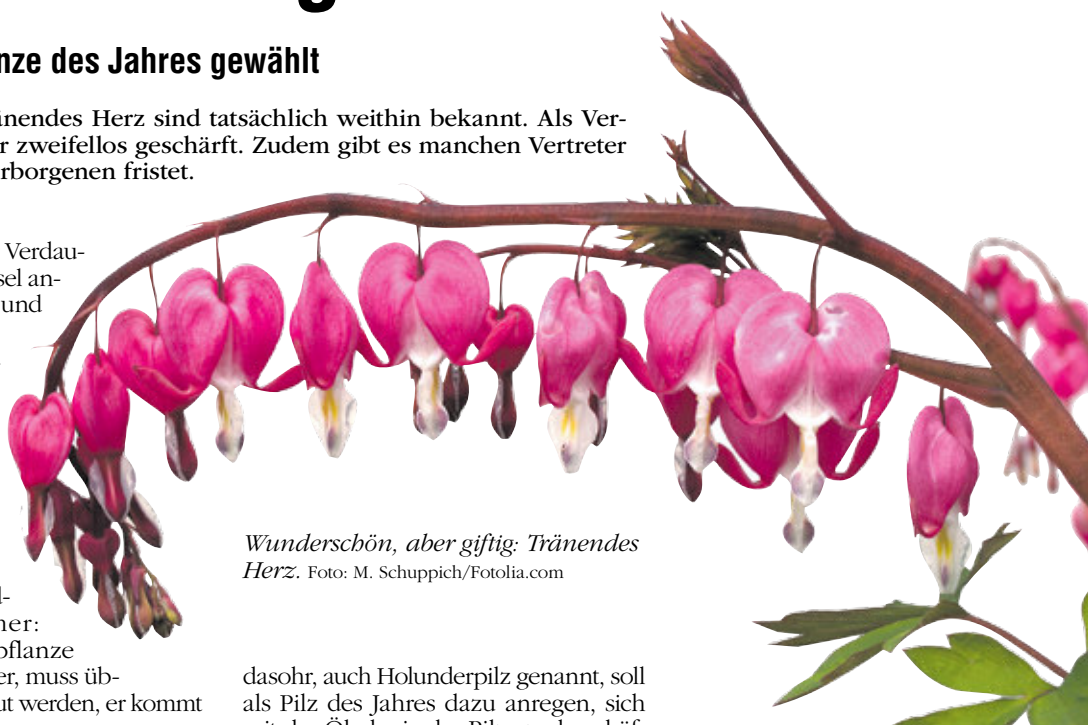 nze des Jahres gewählt
nendes Herz sind tatsächlich weithin bekannt. Als Ver-
r zweifellos geschärft. Zudem gibt es manchen Vertreter
rborgenen fristet.
Verdau-
sel an-
und
Wunderschön, aber giftig: Tränendes
Herz. Foto: M. Schuppich/Fotolia.com
ner:
pflanze
er, muss üb-
ut werden, er kommt
dasohr, auch Holunderpilz genannt, soll
als Pilz des Jahres dazu anregen, sich